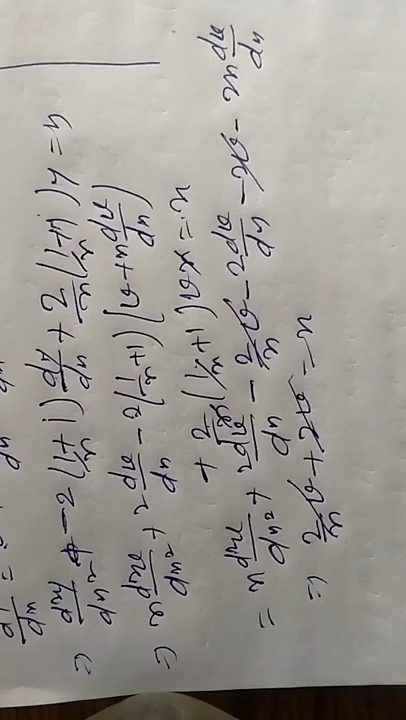 dy/dx =
⇒ d²y/dx² - 2(1/x + 1) dy/dx + 2/x (1/x + 1) y = x
⇒ x d²v/dx² + 2 dv/dx - 2(1/x + 1) (v + x dv/dx)
+ 2/x (1/x + 1) vx = x
= x d²v/dx² + 2 dv/dx - 2/x v - 2 dv/dx - 2v - 2x dv/dx
⇒ 2/x v + 2v = x